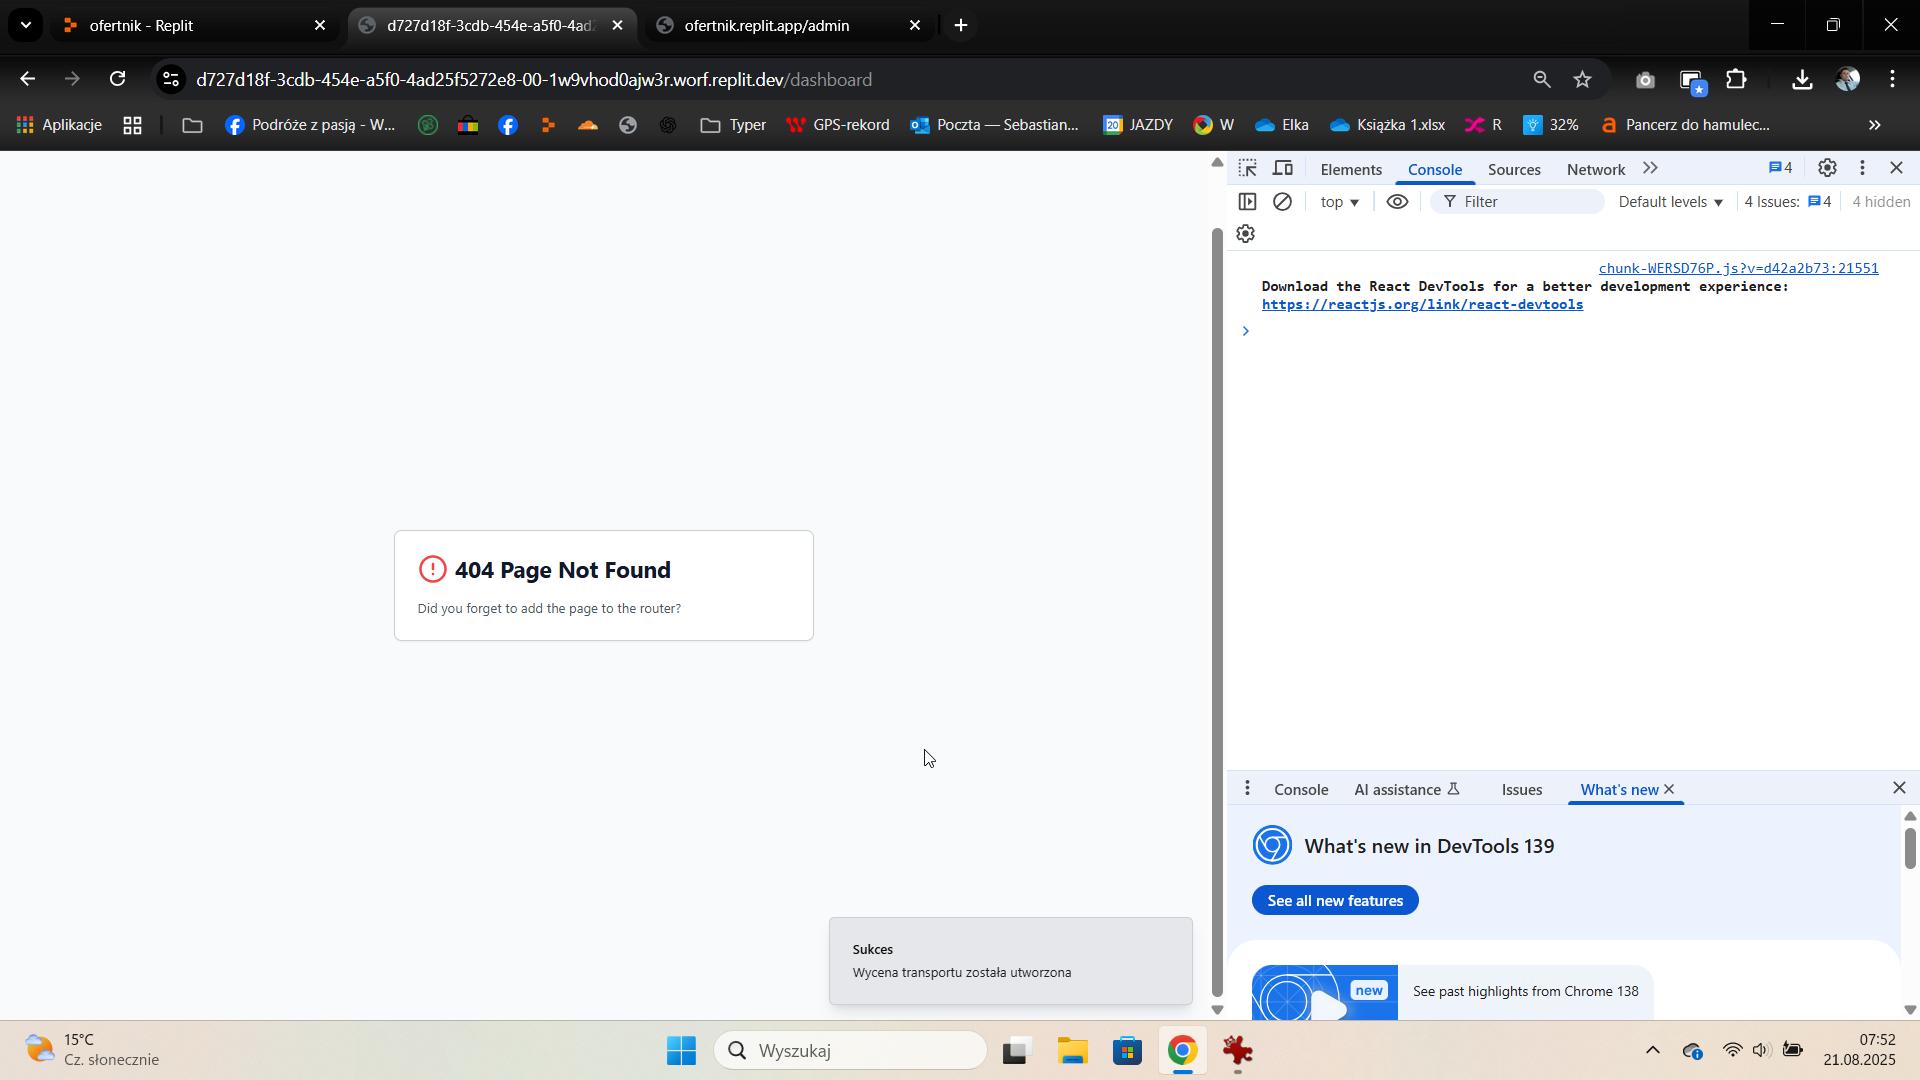 ofertnik - Replit
d727d18f-3cdb-454e-a5f0-4ad2
ofertnik.replit.app/admin
d727d18f-3cdb-454e-a5f0-4ad25f5272e8-00-1w9vhod0ajw3r.worf.replit.dev/dashboard
Aplikacje
Podróże z pasją - W...
Typer
GPS-rekord
Poczta — Sebastian...
20 JAZDY
W
Elka
Książka 1.xlsx
R
32%
Pancerz do hamulec...
Elements
Console
Sources
Network
4
top
Filter
Default levels
4 Issues: 4
4 hidden
chunk-WERSD76P.js?v=d42a2b73:21551
Download the React DevTools for a better development experience:
https://reactjs.org/link/react-devtools
404 Page Not Found
Did you forget to add the page to the router?
Console
AI assistance
Issues
What's new
What's new in DevTools 139
See all new features
new
See past highlights from Chrome 138
Sukces
Wycena transportu została utworzona
15°C
Cz. słonecznie
Wyszukaj
07:52
21.08.2025